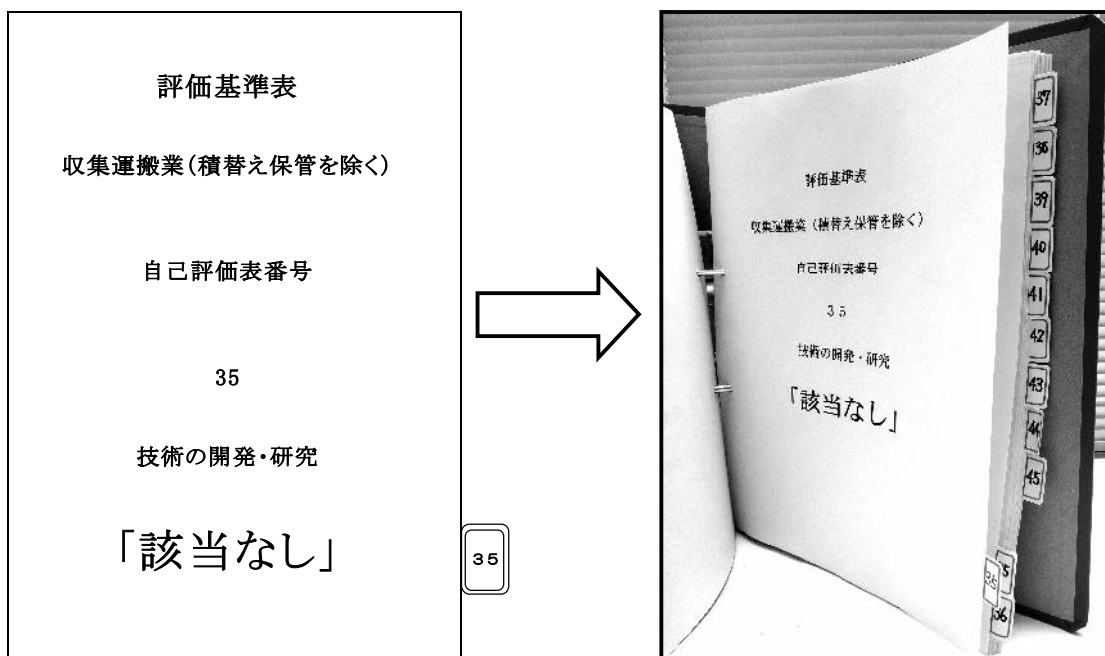 評価基準表
収集運搬業(積替え保管を除く)
自己評価表番号
35
技術の開発・研究
「該当なし」
35
評価基準表
収集運搬業(積替え保管を除く)
自己評価表番号
35
技術の開発・研究
「該当なし」
37
38
39
40
41
42
43
44
45
35
36